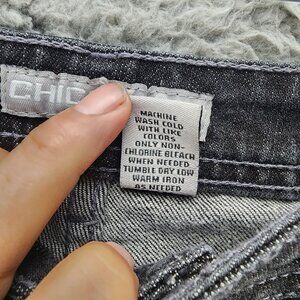 CHIC
MACHINE
WASH COLD
WITH LIKE
COLORS
ONLY NON-
CHLORINE BLEACH
WHEN NEEDED
TUMBLE DRY LOW
WARM IRON
AS NEEDED